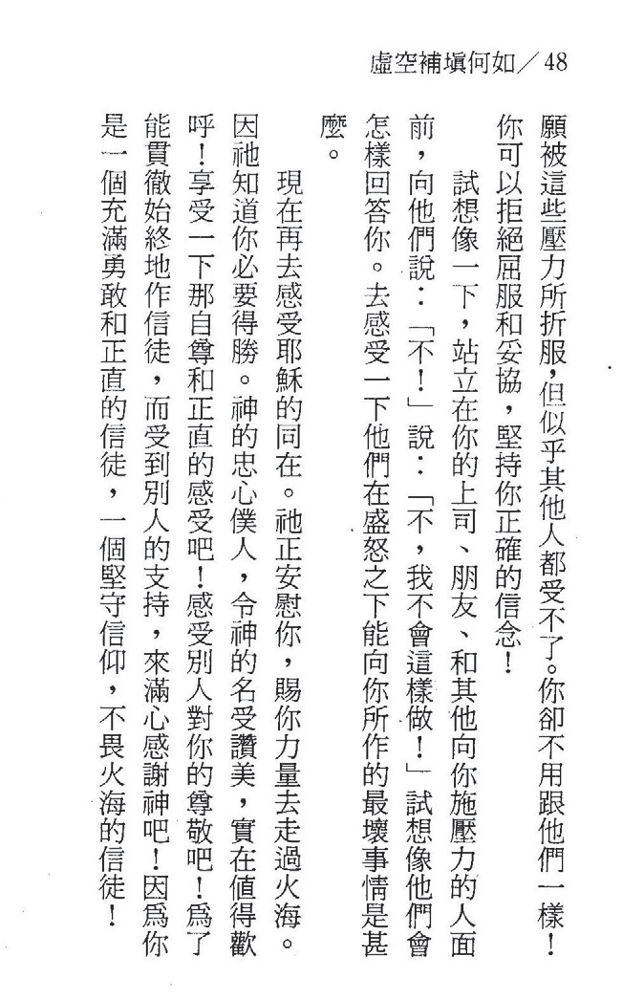 虛空補塡何如／48
願被這些壓力所折服，但似乎其他人都受不了。你卻不用跟他們一樣！
你可以拒絕屈服和妥協，堅持你正確的信念！
試想像一下，站立在你的上司、朋友、和其他向你施壓力的人面
前，向他們說：「不！」說：「不，我不會這樣做！」試想像他們會
怎樣回答你。去感受一下他們在盛怒之下能向你所作的最壞事情是甚
麼。
現在再去感受耶穌的同在。祂正安慰你，賜你力量去走過火海。
因祂知道你必要得勝。神的忠心僕人，令神的名受讚美，實在値得歡
呼！享受一下那自尊和正直的感受吧！感受別人對你的尊敬吧！爲了
能貫徹始終地作信徒，而受到別人的支持，來滿心感謝神吧！因爲你
是一個充滿勇敢和正直的信徒，一個堅守信仰，不畏火海的信徒！